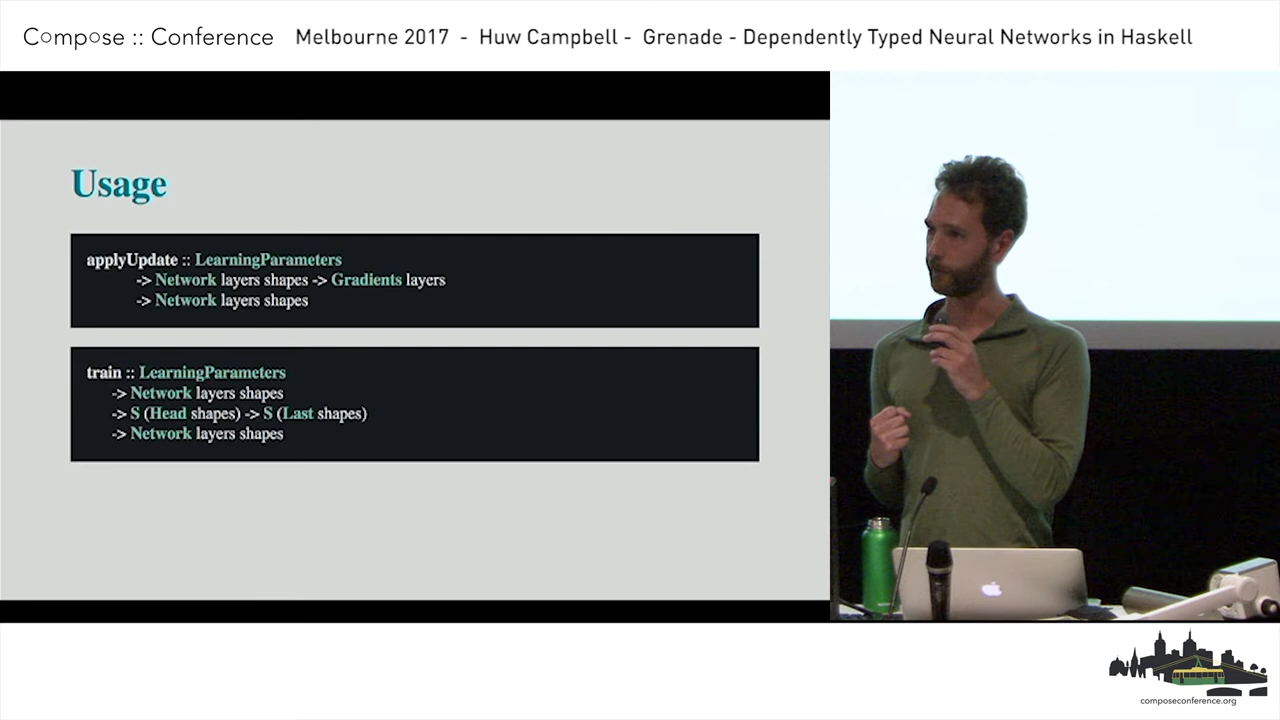 Compose :: Conference Melbourne 2017 - Huw Campbell - Grenade - Dependently Typed Neural Networks in Haskell
Usage
applyUpdate :: LearningParameters
-> Network layers shapes -> Gradients layers
-> Network layers shapes
train :: LearningParameters
-> Network layers shapes
-> S (Head shapes) -> S (Last shapes)
-> Network layers shapes
composeconference.org